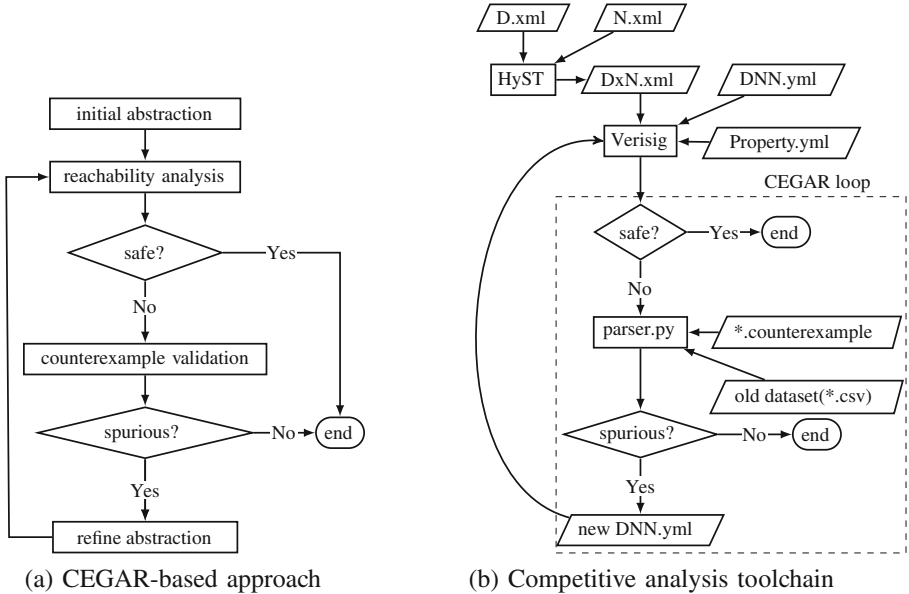 initial abstraction
reachability analysis
safe?
Yes
No
counterexample validation
spurious?
No
end
Yes
refine abstraction
(a) CEGAR-based approach
D.xml
N.xml
HyST
DxN.xml
DNN.yml
Verisig
Property.yml
CEGAR loop
safe?
Yes
end
No
parser.py
*.counterexample
old dataset(*.csv)
spurious?
No
end
Yes
new DNN.yml
(b) Competitive analysis toolchain